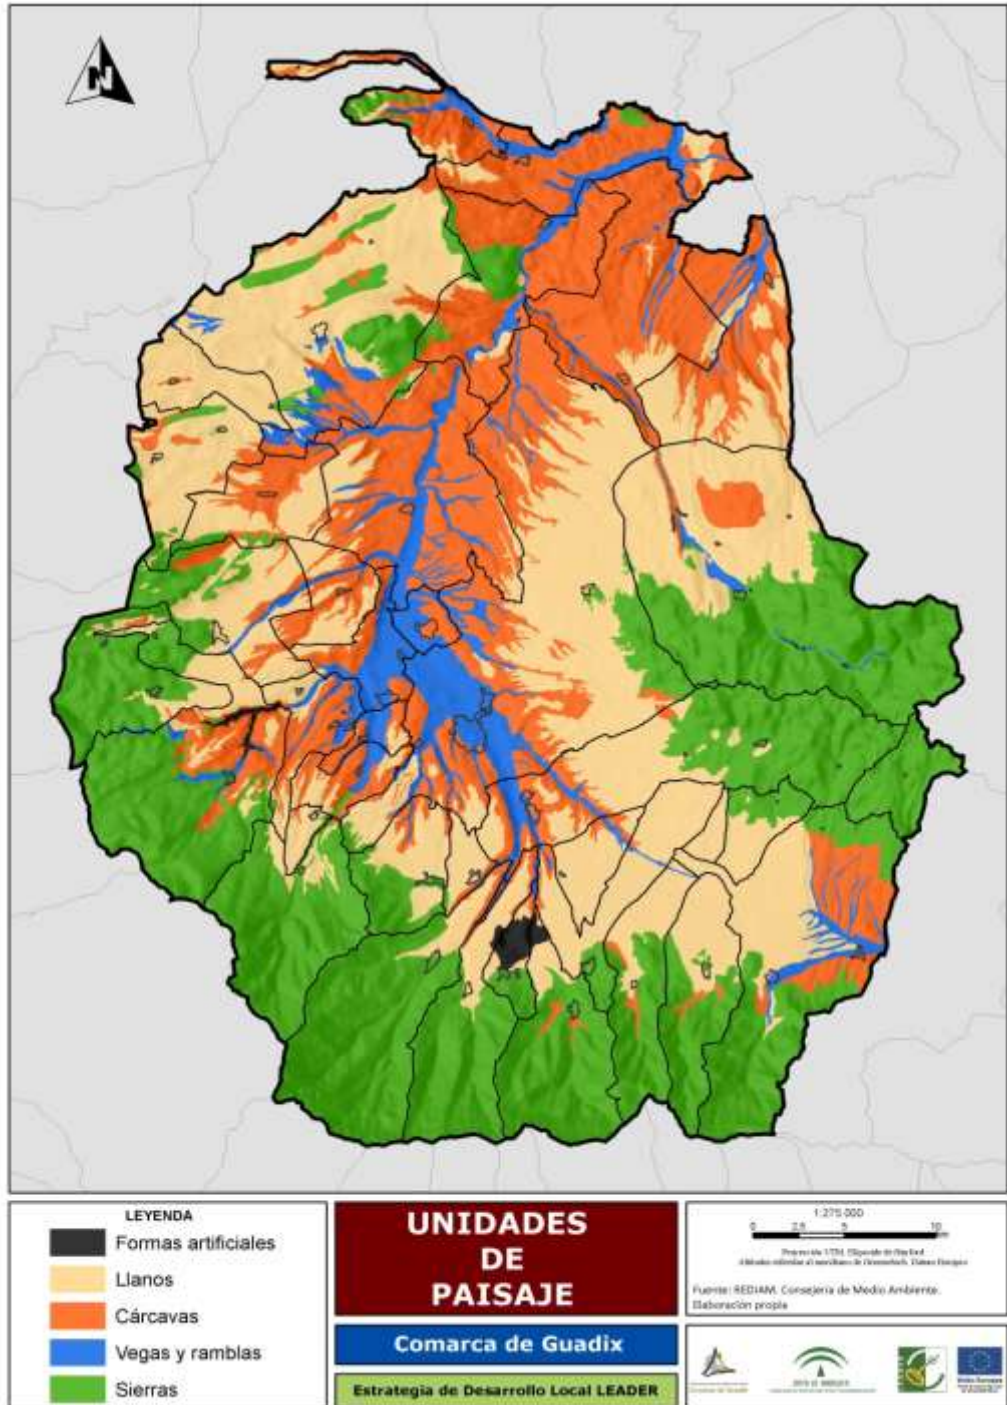 N
LEYENDA
Formas artificiales
Llanos
Cárcavas
Vegas y ramblas
Sierras
UNIDADES
DE
PAISAJE
Comarca de Guadix
Estrategia de Desarrollo Local LEADER
1:275 000
0 2,5 5 10
Fuente: REDIAM. Consejería de Medio Ambiente.
Elaboración propia